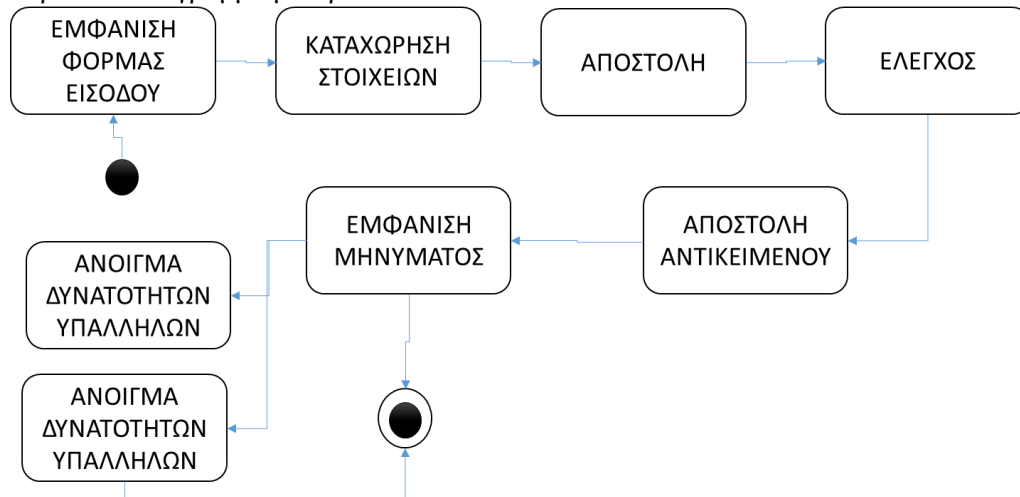 ΕΜΦΑΝΙΣΗ
ΦΟΡΜΑΣ
ΕΙΣΟΔΟΥ
ΚΑΤΑΧΩΡΗΣΗ
ΣΤΟΙΧΕΙΩΝ
ΑΠΟΣΤΟΛΗ
ΕΛΕΓΧΟΣ
ΕΜΦΑΝΙΣΗ
ΜΗΝΥΜΑΤΟΣ
ΑΠΟΣΤΟΛΗ
ΑΝΤΙΚΕΙΜΕΝΟΥ
ΑΝΟΙΓΜΑ
ΔΥΝΑΤΟΤΗΤΩΝ
ΥΠΑΛΛΗΛΩΝ
ΑΝΟΙΓΜΑ
ΔΥΝΑΤΟΤΗΤΩΝ
ΥΠΑΛΛΗΛΩΝ